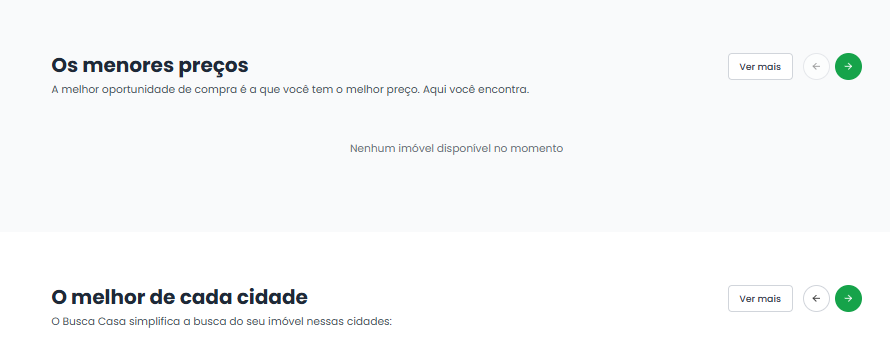 Os menores preços
Ver mais
A melhor oportunidade de compra é a que você tem o melhor preço. Aqui você encontra.
Nenhum imóvel disponível no momento
O melhor de cada cidade
Ver mais
O Busca Casa simplifica a busca do seu imóvel nessas cidades: